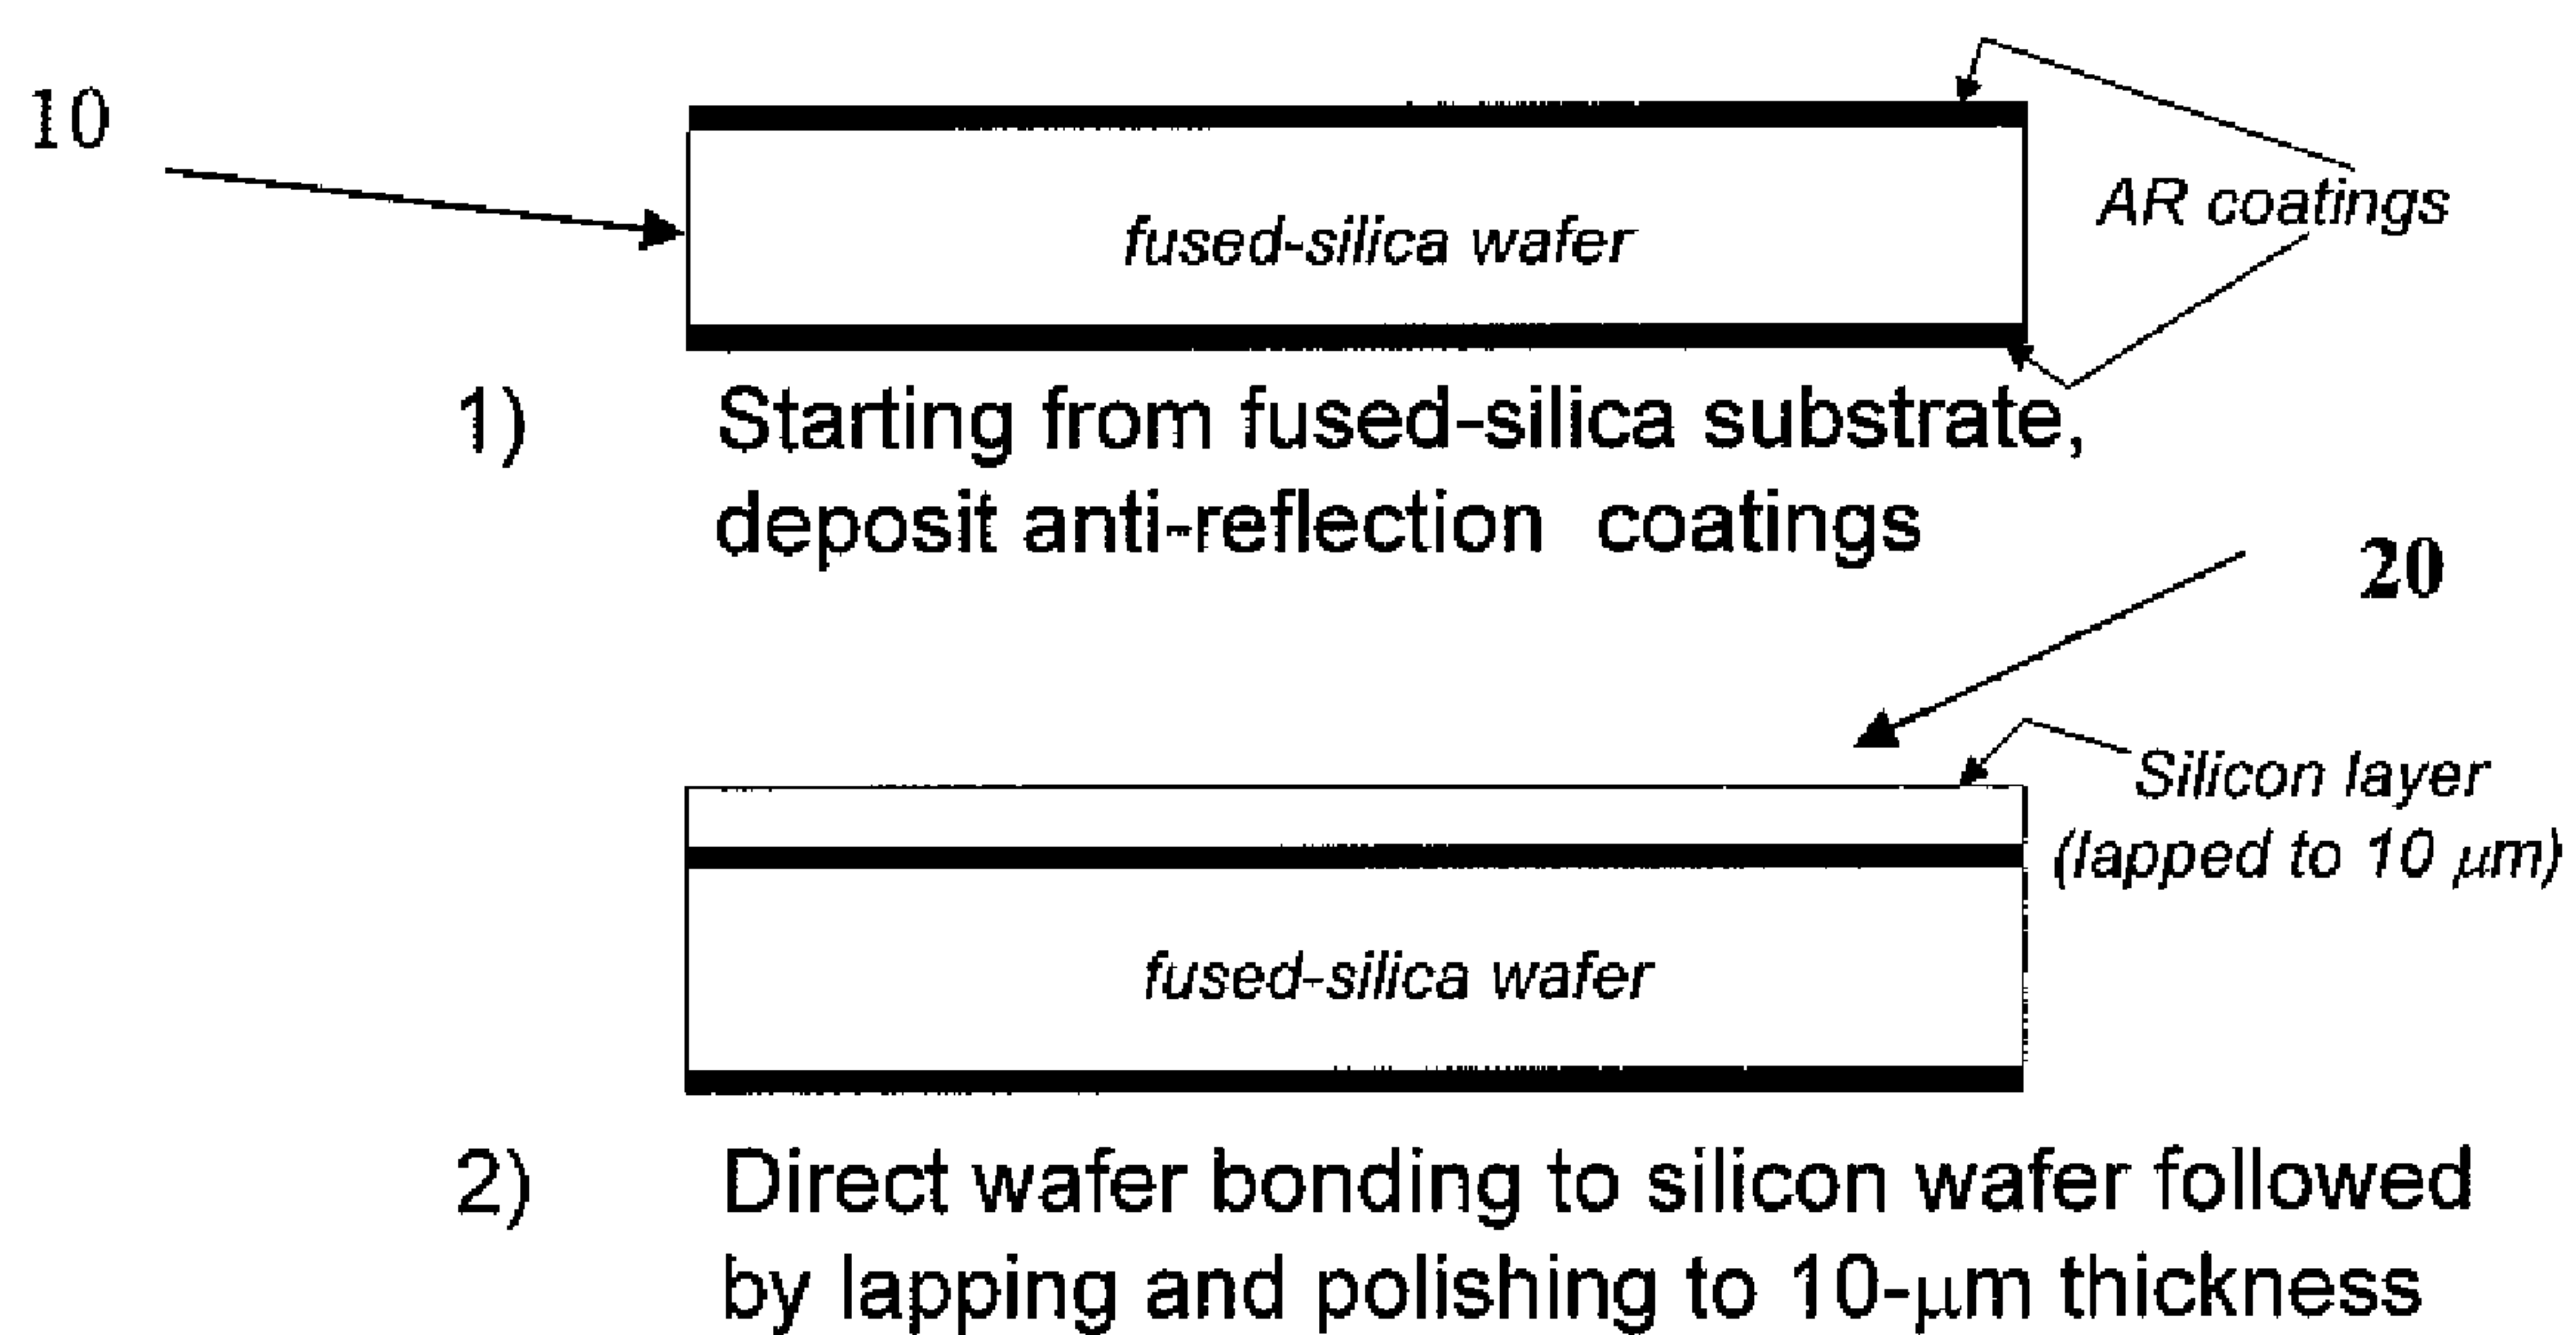 10
fused-silica wafer
AR coatings
1) Starting from fused-silica substrate,
deposit anti-reflection coatings
20
Silicon layer
(lapped to 10 μm)
fused-silica wafer
2) Direct wafer bonding to silicon wafer followed
by lapping and polishing to 10-μm thickness